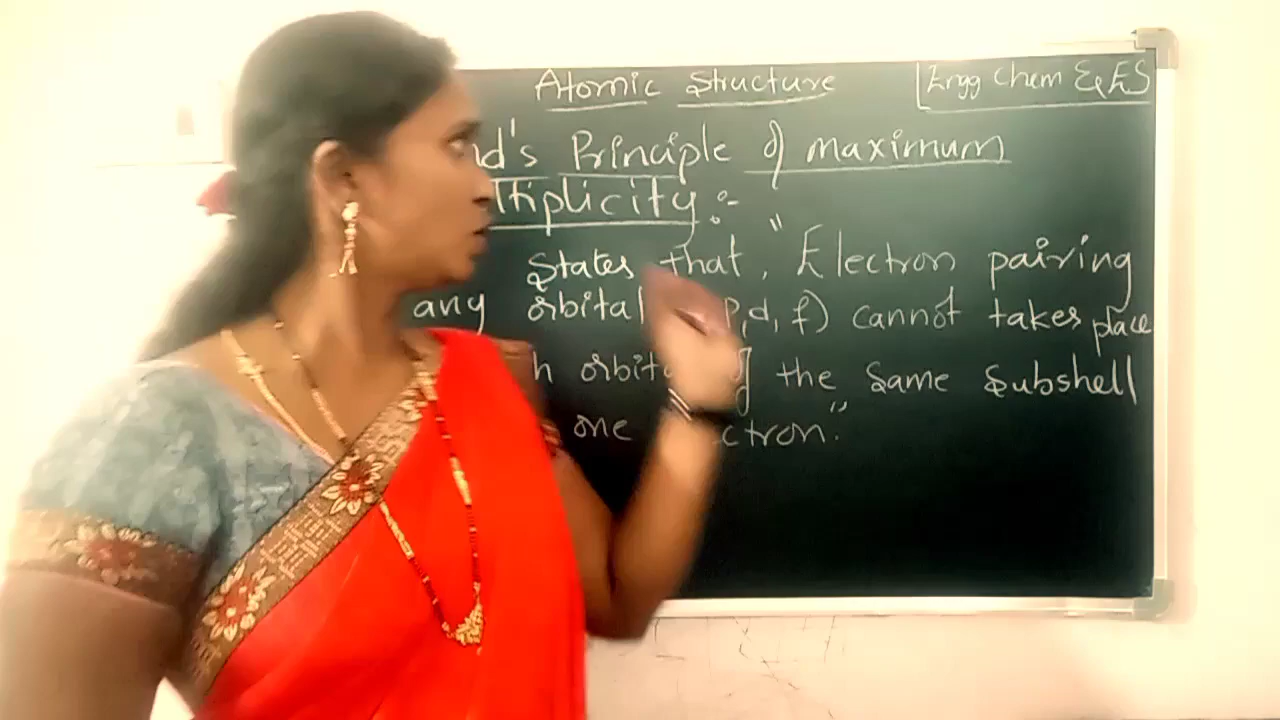 Atomic Structure
Engg Chem & ES
d's Principle of maximum
ltiplicity :-
States that, "Electron pairing
any orbital p, d, f) cannot takes place
h orbit of the same Subshell
one ctron."